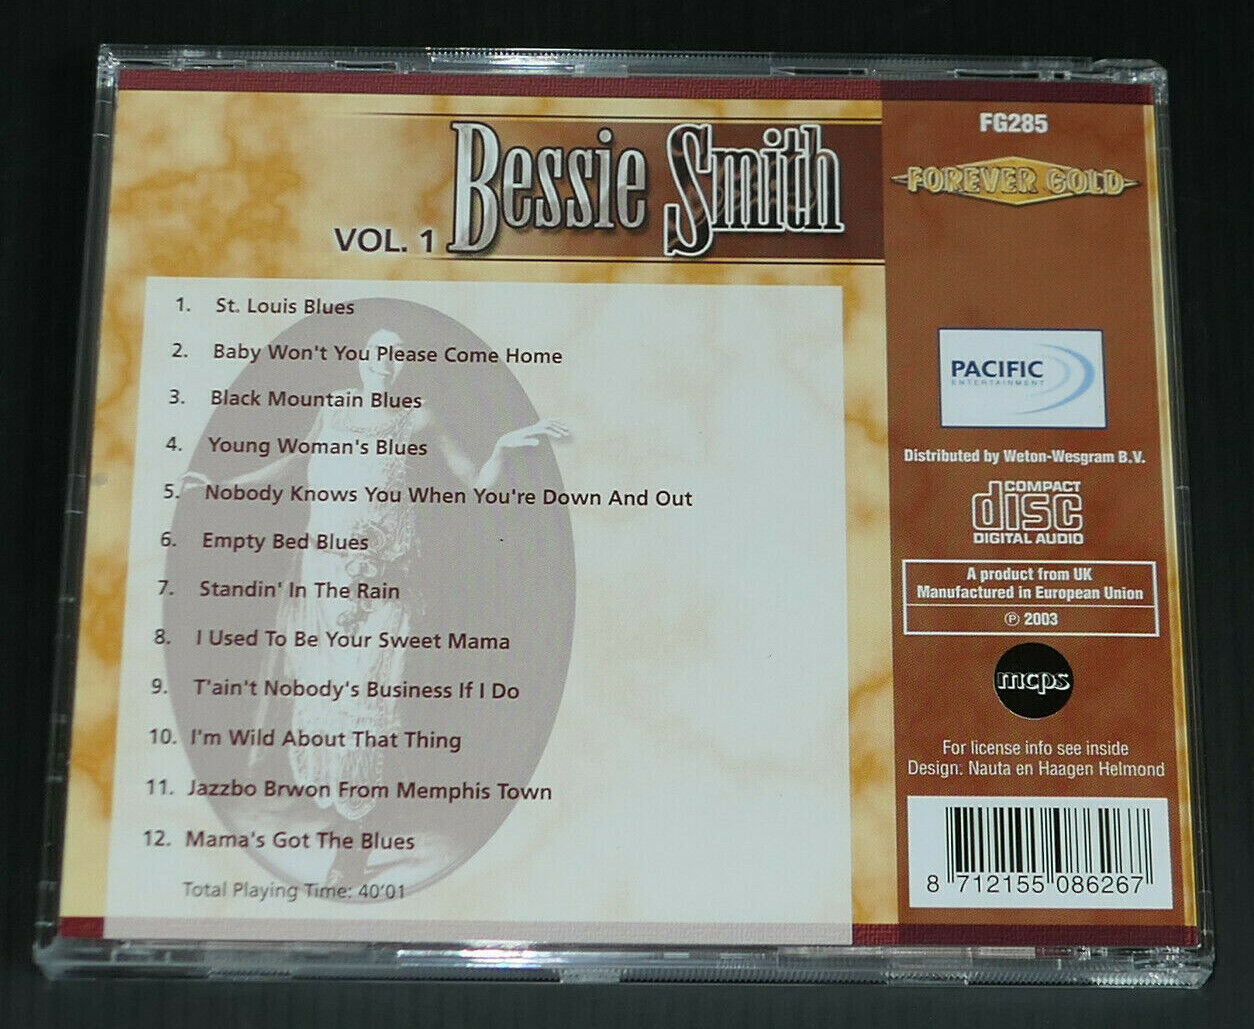 VOL. 1 Bessie Smith
1. St. Louis Blues
2. Baby Won't You Please Come Home
3. Black Mountain Blues
4. Young Woman's Blues
5. Nobody Knows You When You're Down And Out
6. Empty Bed Blues
7. Standin' In The Rain
8. I Used To Be Your Sweet Mama
9. T'ain't Nobody's Business If I Do
10. I'm Wild About That Thing
11. Jazzbo Brwon From Memphis Town
12. Mama's Got The Blues
Total Playing Time: 40'01
FG285
FOREVER GOLD
PACIFIC
ENTERTAINMENT
Distributed by Weton-Wesgram B.V.
COMPACT
disc
DIGITAL AUDIO
A product from UK
Manufactured in European Union
℗ 2003
mcps
For license info see inside
Design: Nauta en Haagen Helmond
8 712155 086267